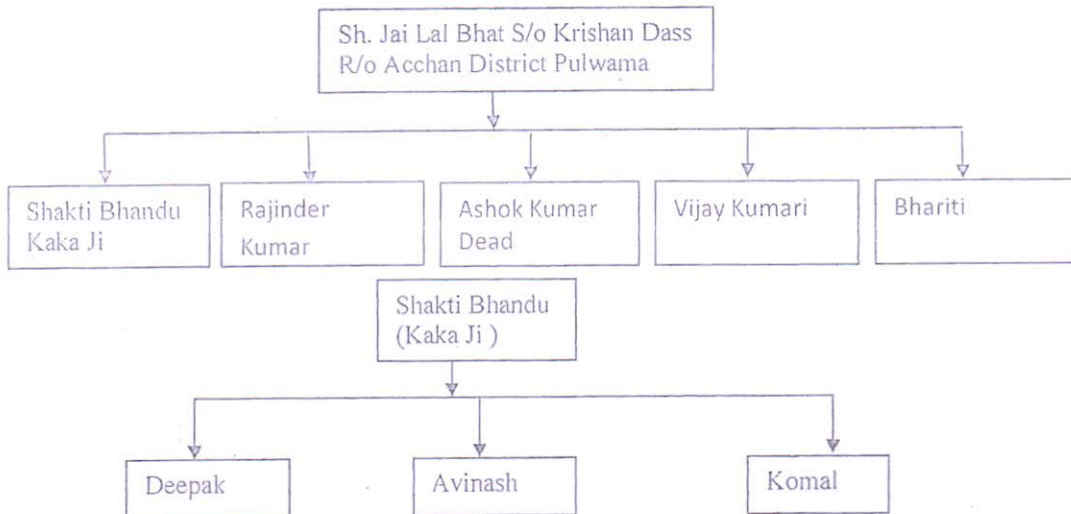 Sh. Jai Lal Bhat S/o Krishan Dass
R/o Acchan District Pulwama
Shakti Bhandu
Kaka Ji
Rajinder
Kumar
Ashok Kumar
Dead
Vijay Kumari
Bhariti
Shakti Bhandu
(Kaka Ji )
Deepak
Avinash
Komal